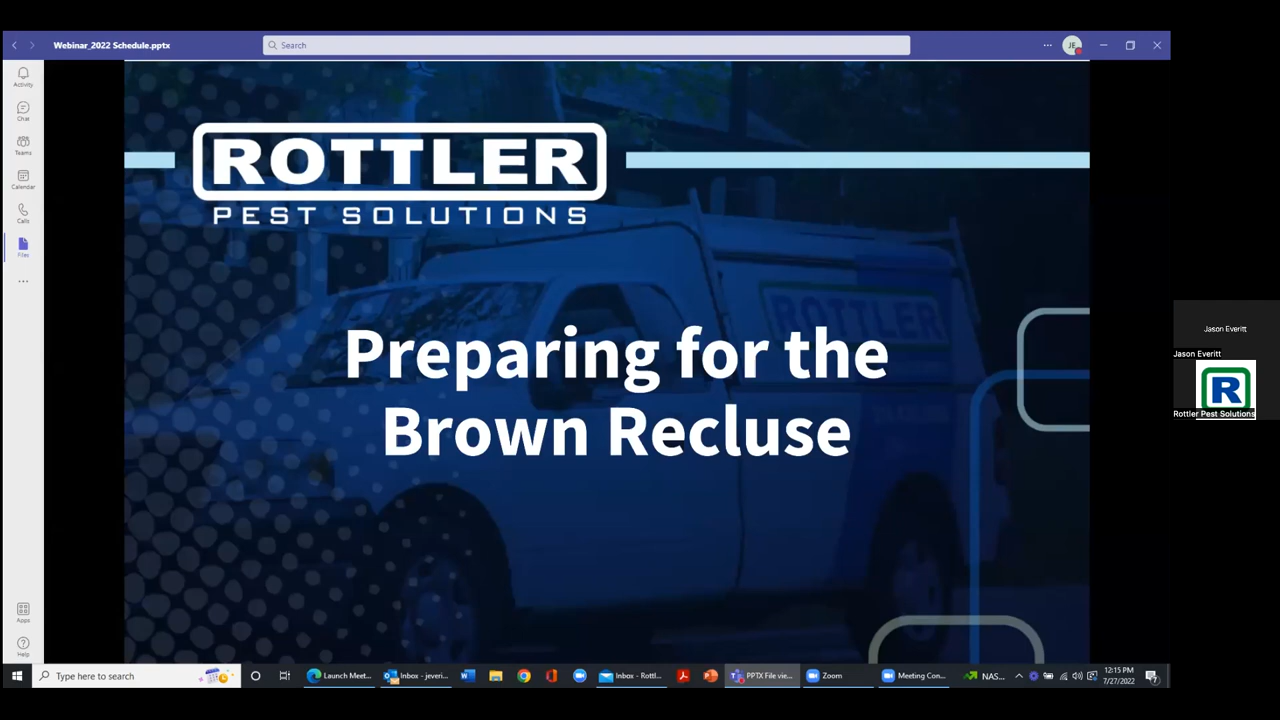 Webinar_2022 Schedule.pptx
Search
JE
Activity
Chat
Teams
Calendar
Calls
Files
Apps
Help
ROTTLER
PEST SOLUTIONS
ROTTLER
Preparing for the
Brown Recluse
Jason Everitt
Jason Everitt
R
Rottler Pest Solutions
Type here to search
Launch Meet...
Inbox - jeveri...
Inbox - Rottl...
PPTX File vie...
Zoom
Meeting Con...
NAS...
12:15 PM
7/27/2022
7